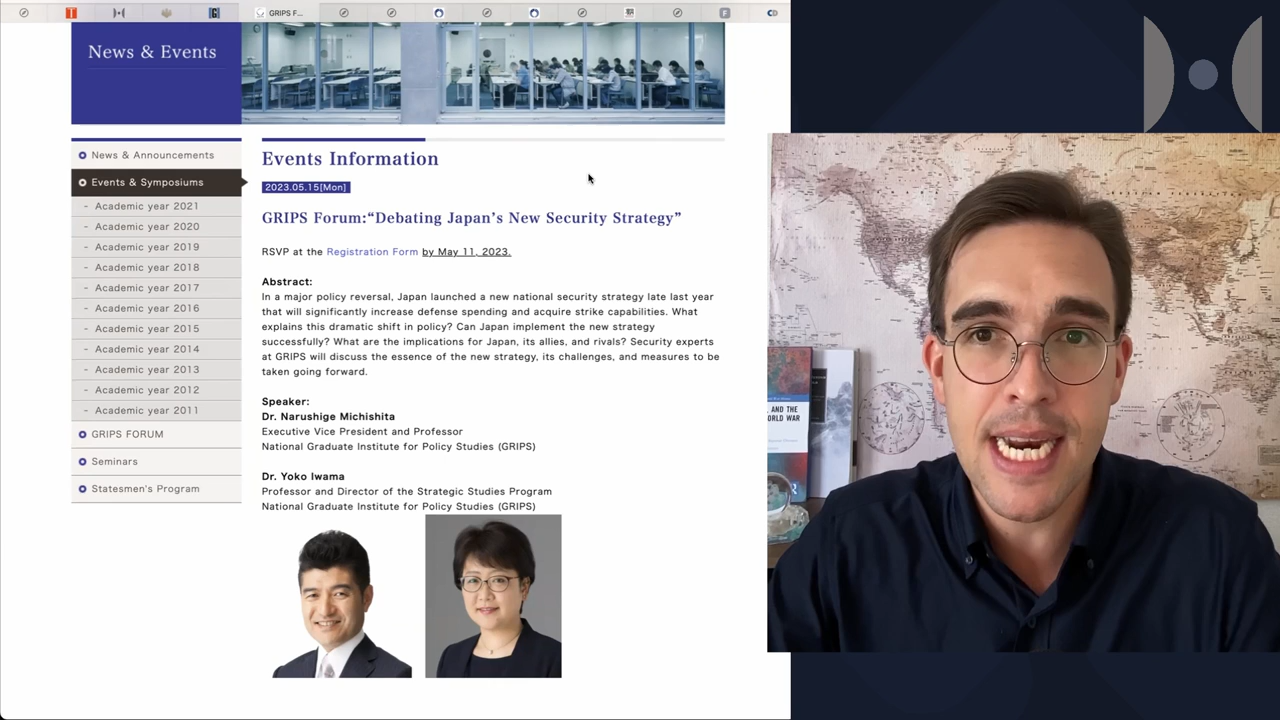 GRIPS F...
News & Events
News & Announcements
Events & Symposiums
- Academic year 2021
- Academic year 2020
- Academic year 2019
- Academic year 2018
- Academic year 2017
- Academic year 2016
- Academic year 2015
- Academic year 2014
- Academic year 2013
- Academic year 2012
- Academic year 2011
GRIPS FORUM
Seminars
Statesmen's Program
Events Information
2023.05.15[Mon]
GRIPS Forum:“Debating Japan’s New Security Strategy”
RSVP at the Registration Form by May 11, 2023.
Abstract:
In a major policy reversal, Japan launched a new national security strategy late last year
that will significantly increase defense spending and acquire strike capabilities. What
explains this dramatic shift in policy? Can Japan implement the new strategy
successfully? What are the implications for Japan, its allies, and rivals? Security experts
at GRIPS will discuss the essence of the new strategy, its challenges, and measures to be
taken going forward.
Speaker:
Dr. Narushige Michishita
Executive Vice President and Professor
National Graduate Institute for Policy Studies (GRIPS)
Dr. Yoko Iwama
Professor and Director of the Strategic Studies Program
National Graduate Institute for Policy Studies (GRIPS)
AND THE
WORLD WAR